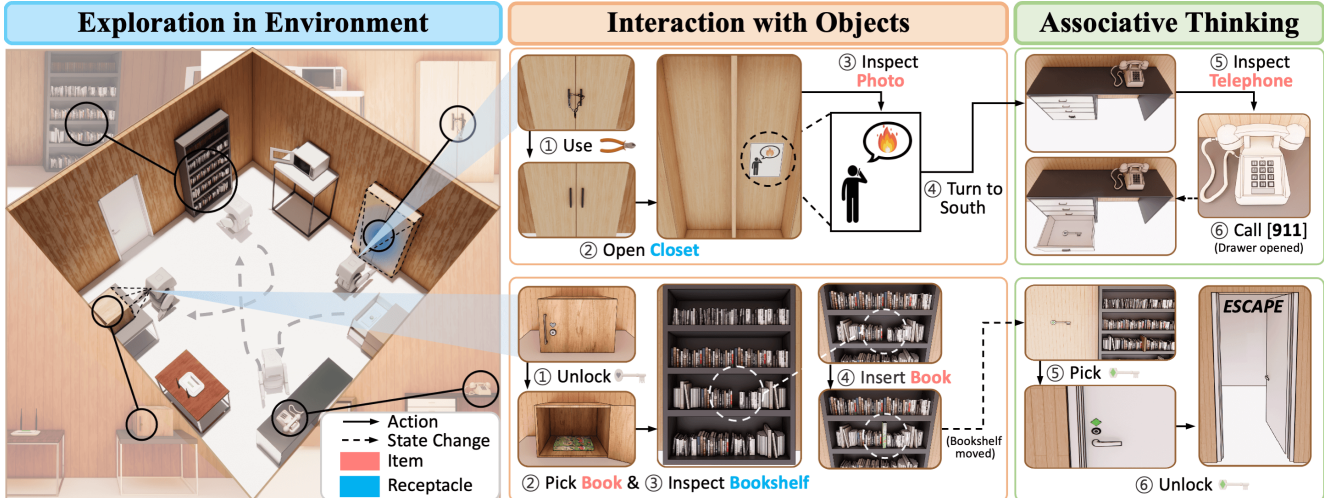 Exploration in Environment
Interaction with Objects
Associative Thinking
Action
State Change
Item
Receptacle
① Use
② Open Closet
③ Inspect
Photo
④ Turn to
South
⑤ Inspect
Telephone
⑥ Call [911]
(Drawer opened)
① Unlock
② Pick Book & ③ Inspect Bookshelf
④ Insert Book
(Bookshelf
moved)
⑤ Pick
ESCAPE
⑥ Unlock